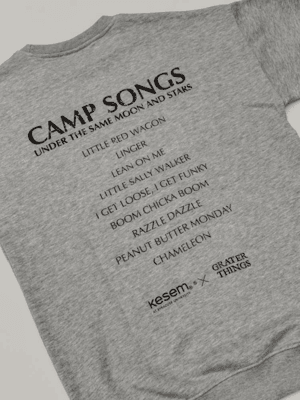 CAMP SONGS
UNDER THE SAME MOON AND STARS
LITTLE RED WAGON
LINGER
LEAN ON ME
LITTLE SALLY WALKER
I GET LOOSE, I GET FUNKY
BOOM CHICKA BOOM
RAZZLE DAZZLE
PEANUT BUTTER MONDAY
CHAMELEON
kesem® × GRATER THINGS